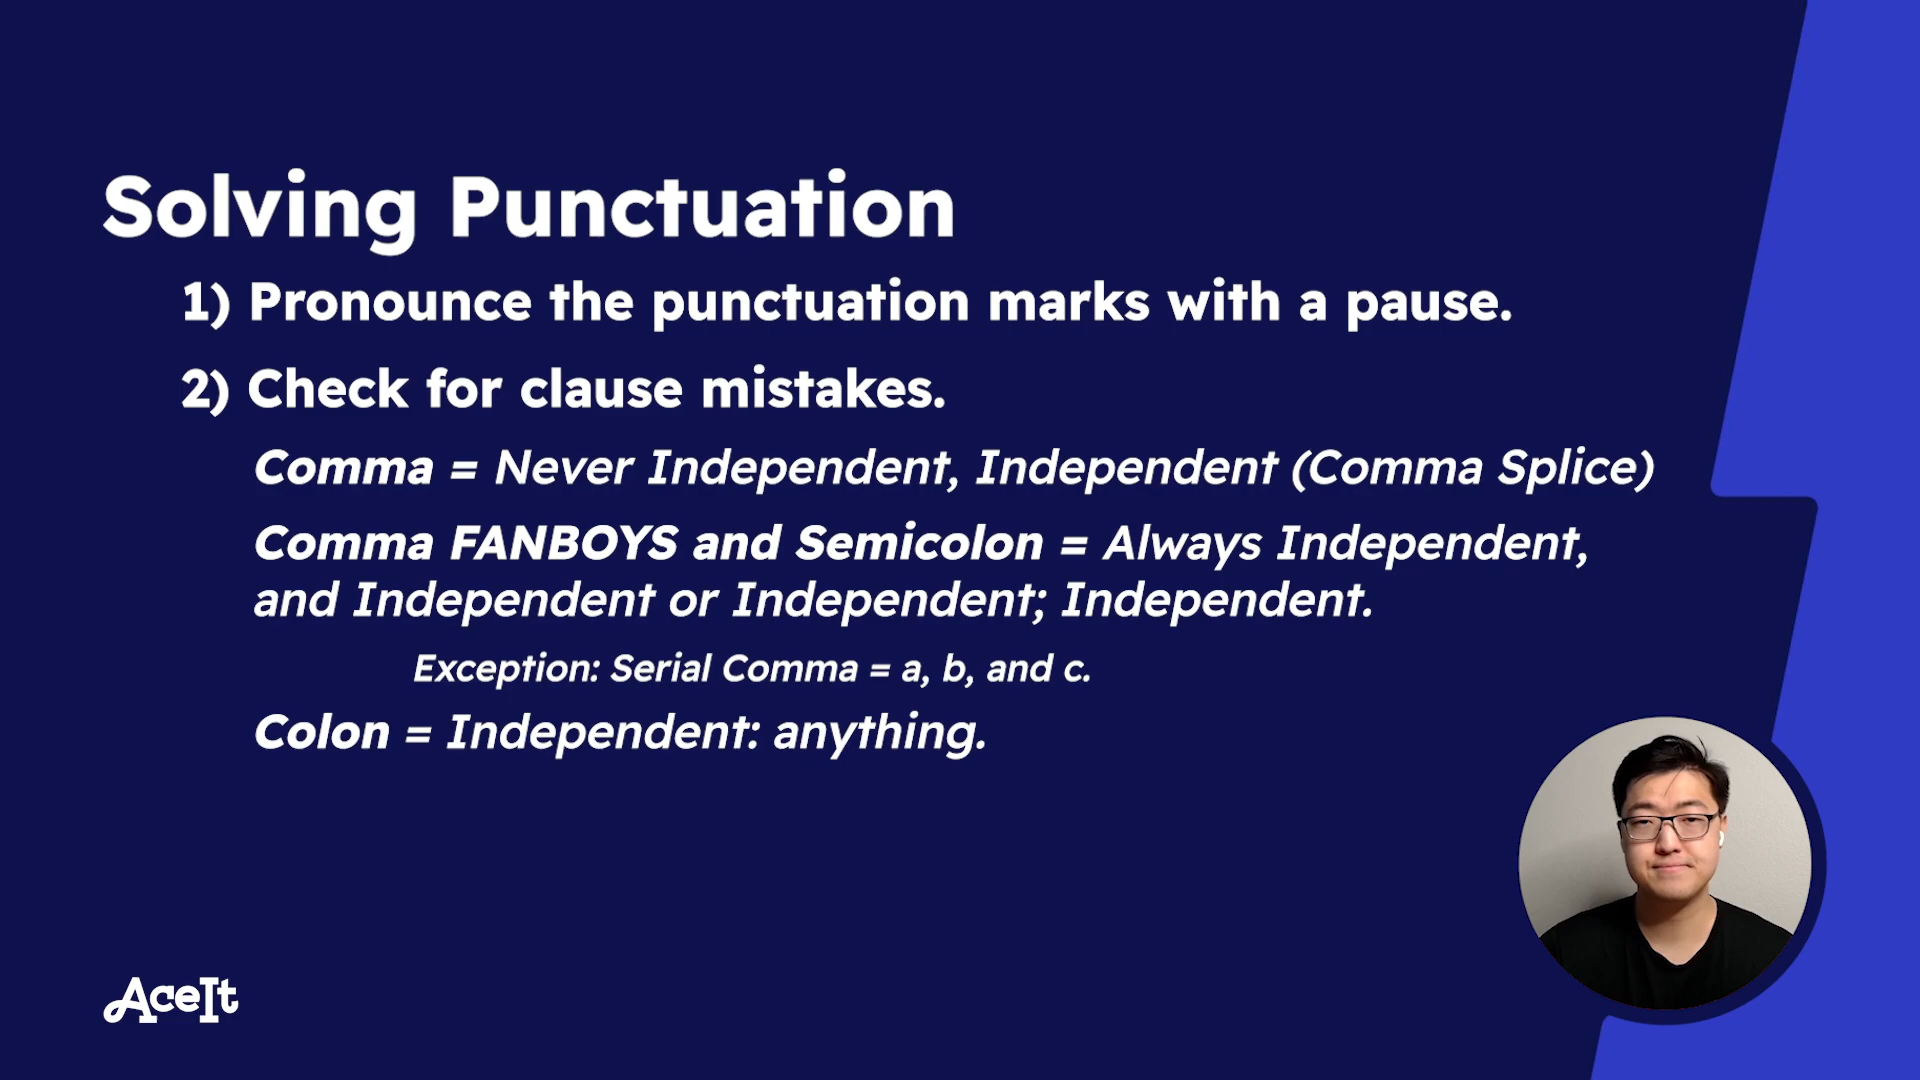 Solving Punctuation
1) Pronounce the punctuation marks with a pause.
2) Check for clause mistakes.
Comma = Never Independent, Independent (Comma Splice)
Comma FANBOYS and Semicolon = Always Independent,
and Independent or Independent; Independent.
Exception: Serial Comma = a, b, and c.
Colon = Independent: anything.
AceIt